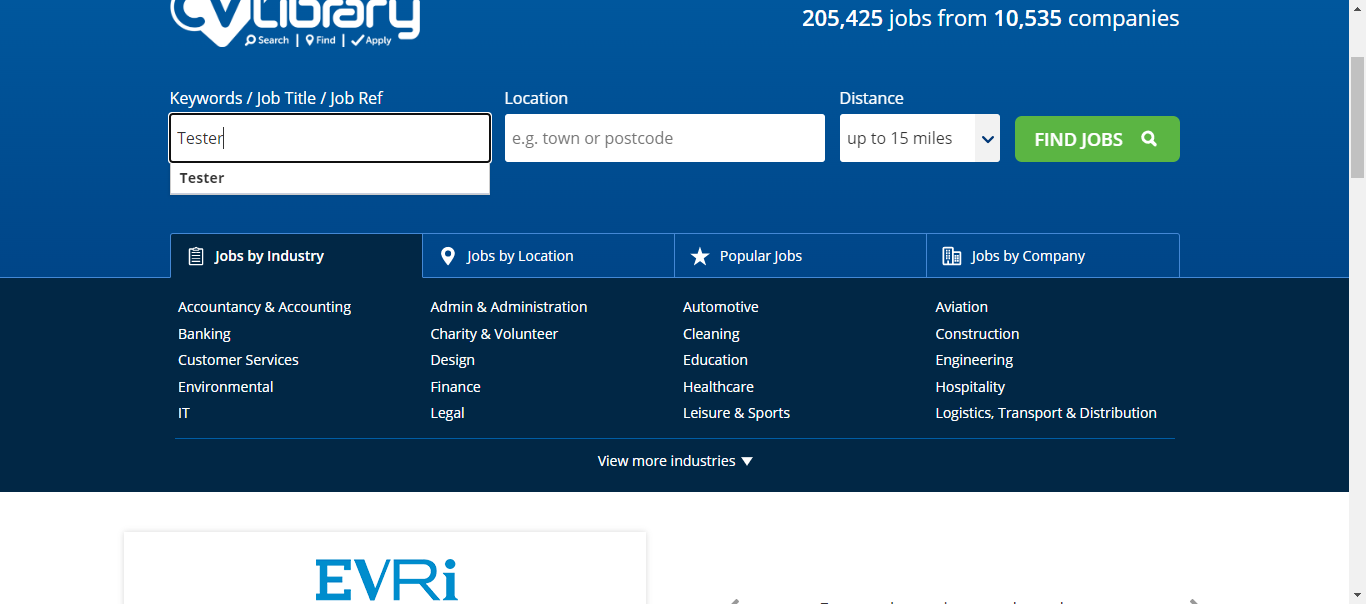 CVLibrary
205,425 jobs from 10,535 companies
Search | Find | Apply
Keywords / Job Title / Job Ref
Location
Distance
Tester
e.g. town or postcode
up to 15 miles
FIND JOBS
Tester
Jobs by Industry
Jobs by Location
Popular Jobs
Jobs by Company
Accountancy & Accounting
Admin & Administration
Automotive
Aviation
Banking
Charity & Volunteer
Cleaning
Construction
Customer Services
Design
Education
Engineering
Environmental
Finance
Healthcare
Hospitality
IT
Legal
Leisure & Sports
Logistics, Transport & Distribution
View more industries
EVRi